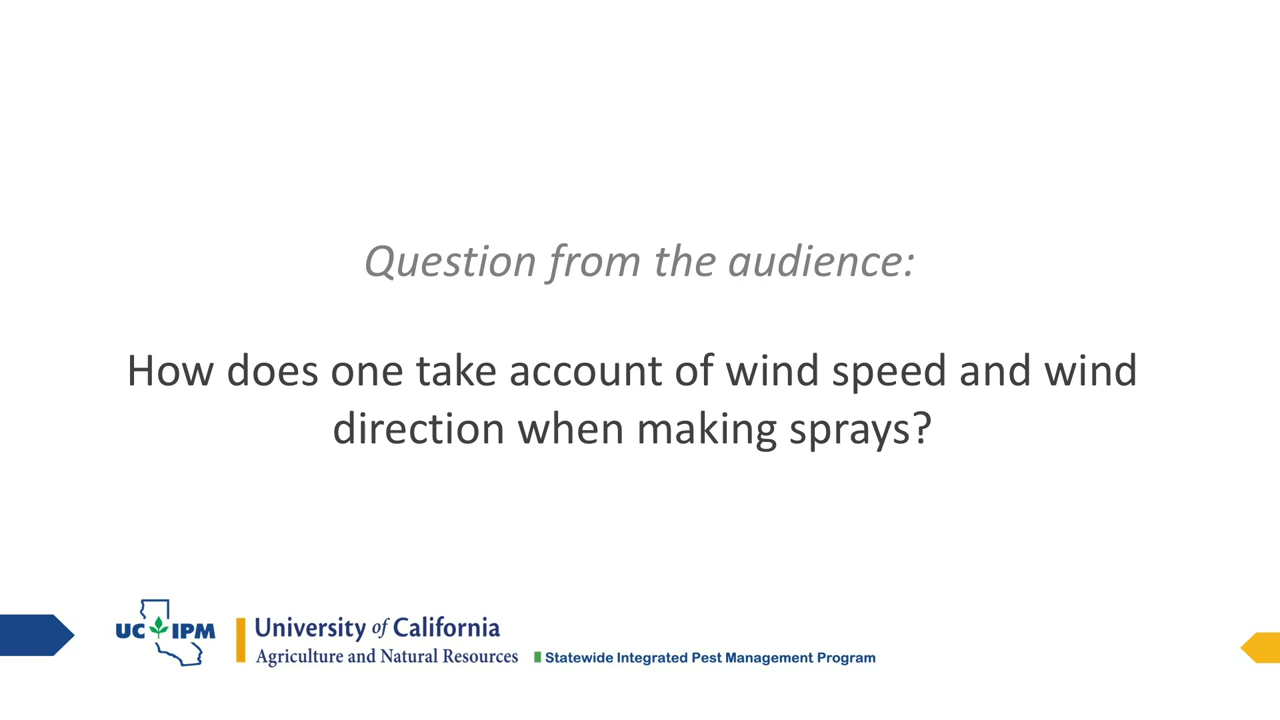 Question from the audience:
How does one take account of wind speed and wind
direction when making sprays?
UC IPM
University of California
Agriculture and Natural Resources
Statewide Integrated Pest Management Program